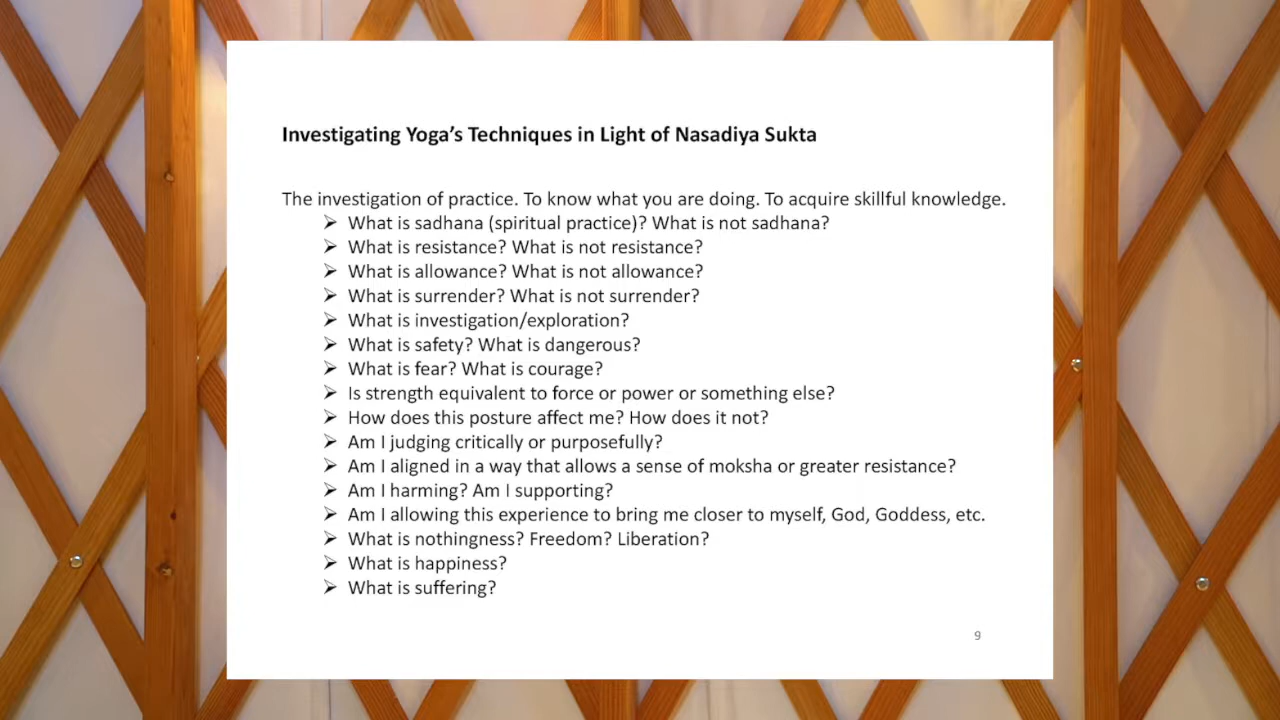 Investigating Yoga's Techniques in Light of Nasadiya Sukta
The investigation of practice. To know what you are doing. To acquire skillful knowledge.
➢ What is sadhana (spiritual practice)? What is not sadhana?
➢ What is resistance? What is not resistance?
➢ What is allowance? What is not allowance?
➢ What is surrender? What is not surrender?
➢ What is investigation/exploration?
➢ What is safety? What is dangerous?
➢ What is fear? What is courage?
➢ Is strength equivalent to force or power or something else?
➢ How does this posture affect me? How does it not?
➢ Am I judging critically or purposefully?
➢ Am I aligned in a way that allows a sense of moksha or greater resistance?
➢ Am I harming? Am I supporting?
➢ Am I allowing this experience to bring me closer to myself, God, Goddess, etc.
➢ What is nothingness? Freedom? Liberation?
➢ What is happiness?
➢ What is suffering?
9